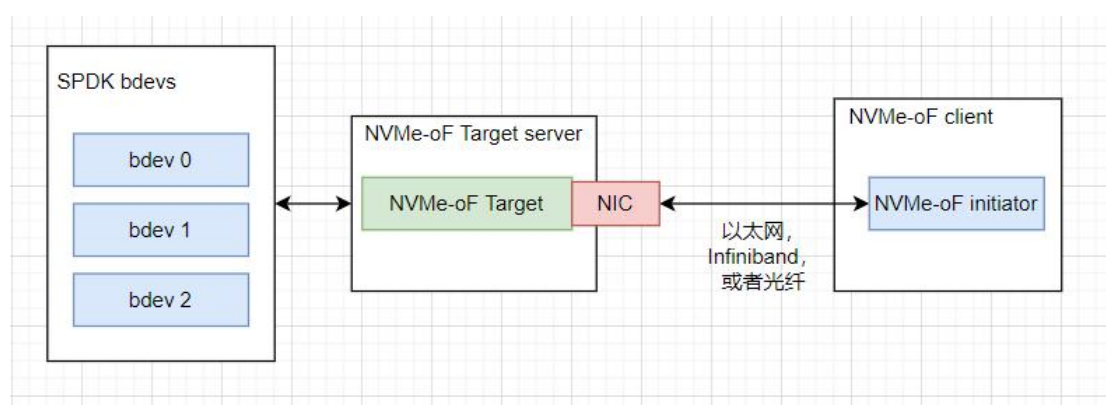 SPDK bdevs
bdev 0
bdev 1
bdev 2
NVMe-oF Target server
NVMe-oF Target
NIC
以太网，
Infiniband，
或者光纤
NVMe-oF client
NVMe-oF initiator